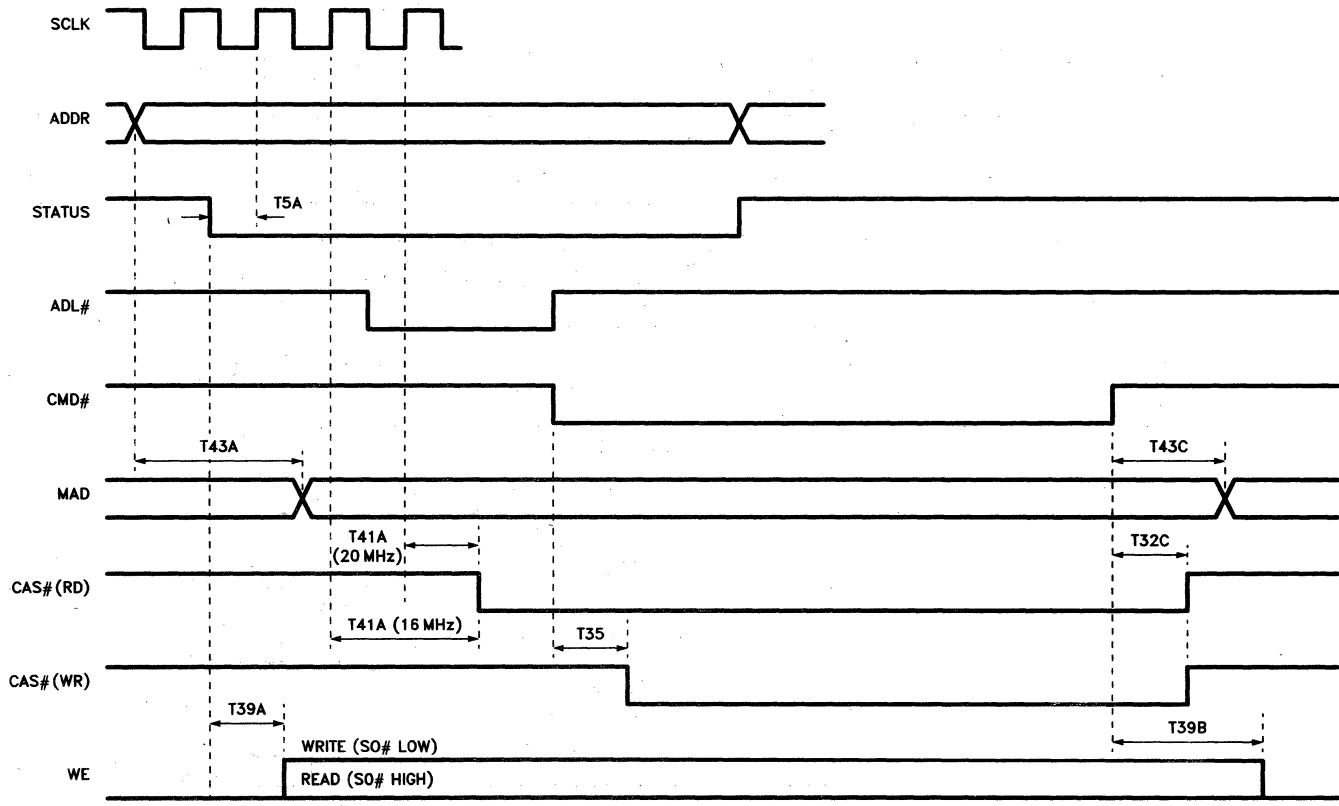 SCLK
ADDR
STATUS
T5A
ADL#
CMD#
T43A
T43C
MAD
T41A
(20 MHz)
T32C
CAS#(RD)
T41A (16 MHz)
T35
CAS#(WR)
T39A
T39B
WRITE (S0# LOW)
WE
READ (S0# HIGH)